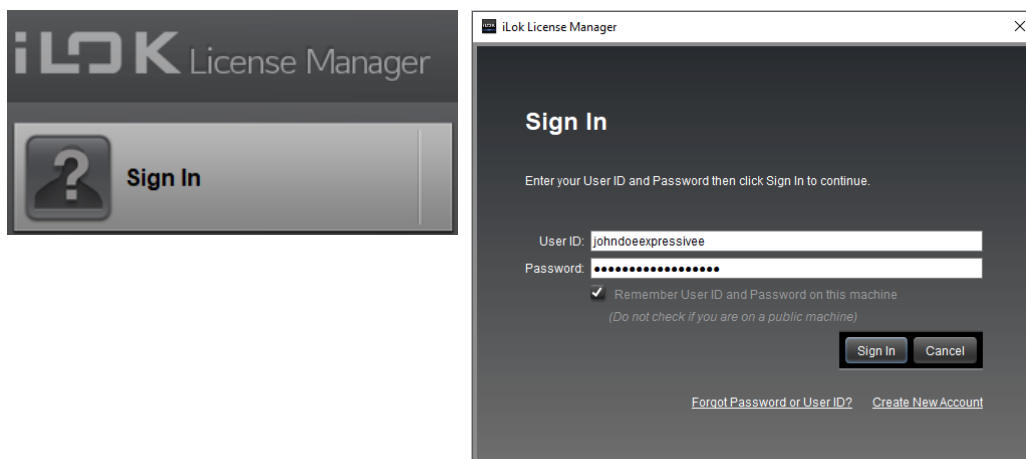 iLOK License Manager
Sign In
iLok License Manager
Sign In
Enter your User ID and Password then click Sign In to continue.
User ID: johndoeexpressivee
Password: ••••••••••••••••••
Remember User ID and Password on this machine
(Do not check if you are on a public machine)
Sign In Cancel
Forgot Password or User ID? Create New Account